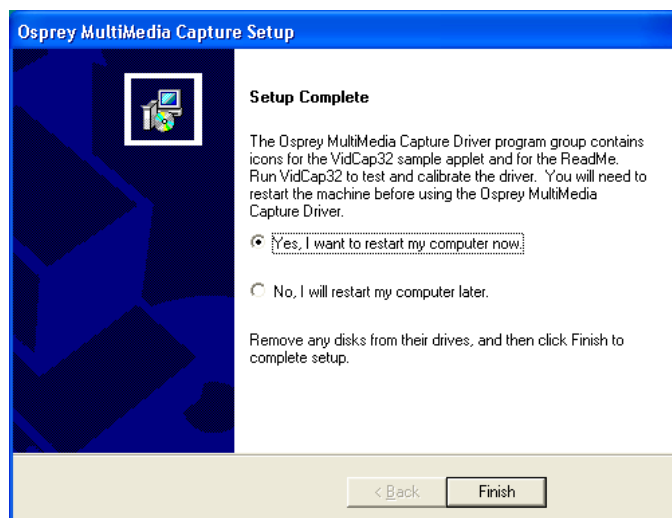 Osprey MultiMedia Capture Setup
Setup Complete
The Osprey MultiMedia Capture Driver program group contains
icons for the VidCap32 sample applet and for the ReadMe.
Run VidCap32 to test and calibrate the driver.  You will need to
restart the machine before using the Osprey MultiMedia
Capture Driver.
Yes, I want to restart my computer now.
No, I will restart my computer later.
Remove any disks from their drives, and then click Finish to
complete setup.
< Back
Finish